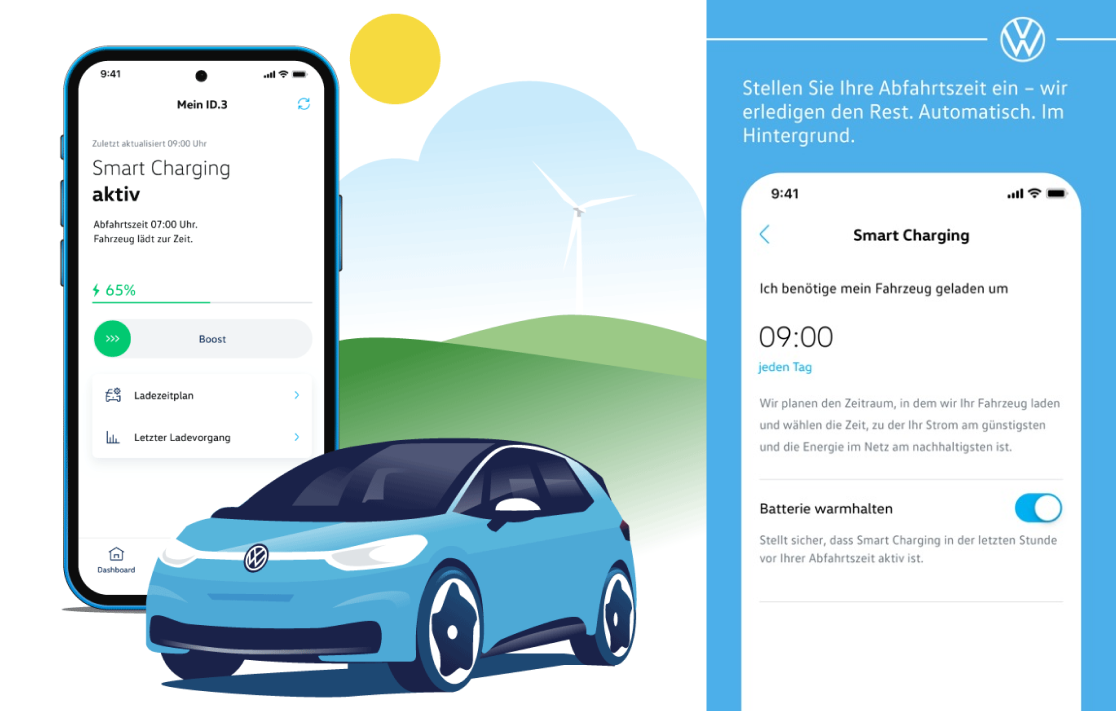 9:41
Mein ID.3
Zuletzt aktualisiert 09:00 Uhr
Smart Charging
aktiv
Abfahrtszeit 07:00 Uhr.
Fahrzeug lädt zur Zeit.
65%
>>>
Boost
Ladezeitplan
Letzter Ladevorgang
Dashboard
Stellen Sie Ihre Abfahrtszeit ein – wir
erledigen den Rest. Automatisch. Im
Hintergrund.
9:41
Smart Charging
Ich benötige mein Fahrzeug geladen um
09:00
jeden Tag
Wir planen den Zeitraum, in dem wir Ihr Fahrzeug laden
und wählen die Zeit, zu der Ihr Strom am günstigsten
und die Energie im Netz am nachhaltigsten ist.
Batterie warmhalten
Stellt sicher, dass Smart Charging in der letzten Stunde
vor Ihrer Abfahrtszeit aktiv ist.